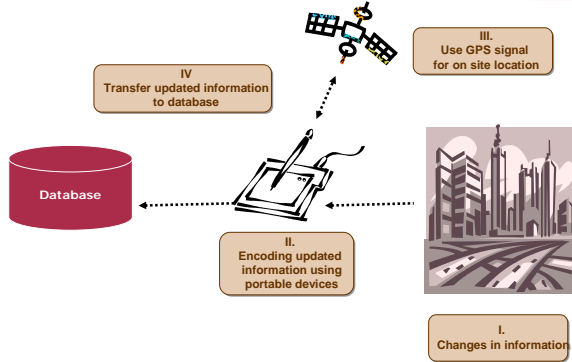 III.
Use GPS signal
for on site location
IV
Transfer updated information
to database
Database
II.
Encoding updated
information using
portable devices
I.
Changes in information